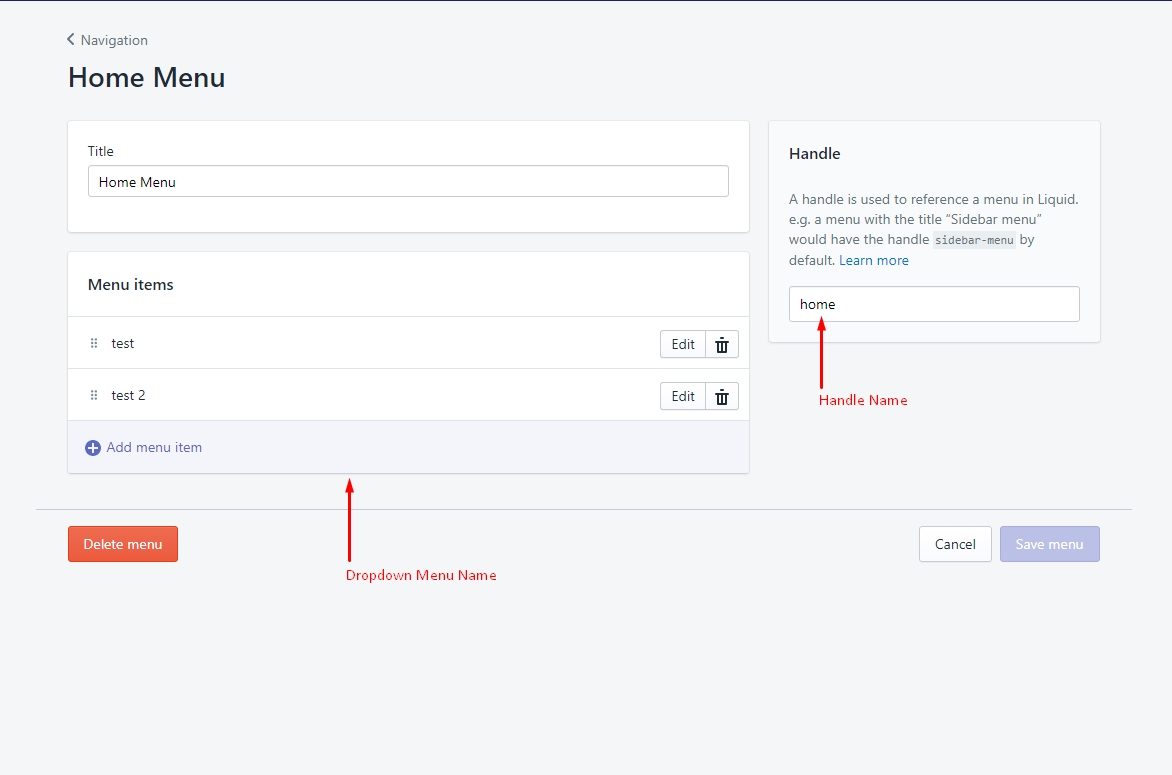 Navigation
Home Menu
Title
Home Menu
Menu items
test
Edit
test 2
Edit
Add menu item
Handle
A handle is used to reference a menu in Liquid.
e.g. a menu with the title “Sidebar menu”
would have the handle sidebar-menu by
default. Learn more
home
Handle Name
Delete menu
Dropdown Menu Name
Cancel
Save menu